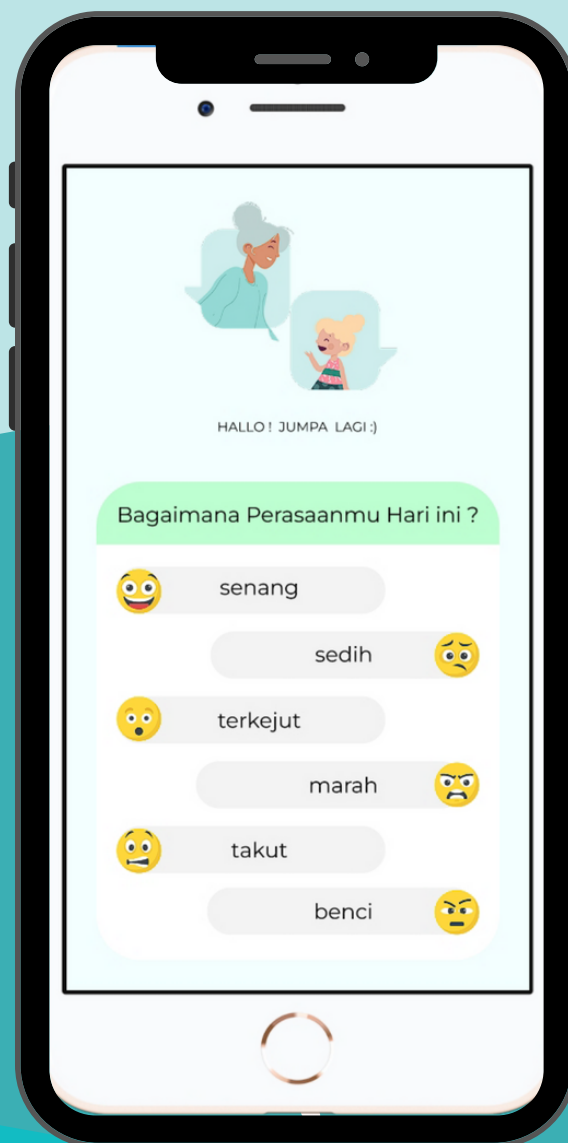 HALLO! JUMPA LAGI :)
Bagaimana Perasaanmu Hari ini ?
senang
sedih
terkejut
marah
takut
benci